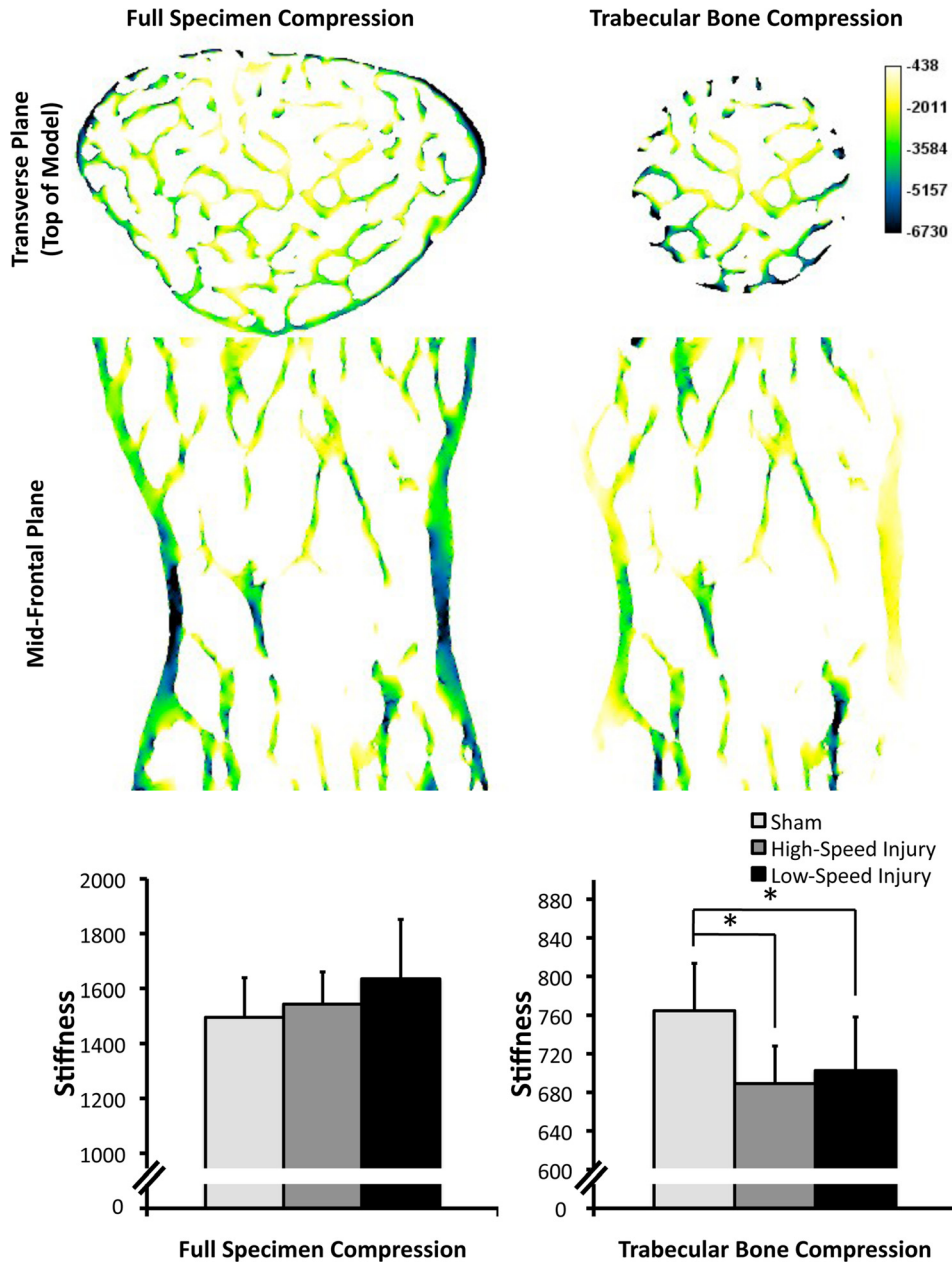 Full Specimen Compression
Trabecular Bone Compression
Transverse Plane
(Top of Model)
-438
-2011
-3584
-5157
-6730
Mid-Frontal Plane
Sham
High-Speed Injury
Low-Speed Injury
Stiffness
2000
1800
1600
1400
1200
1000
0
Full Specimen Compression
Stiffness
880
840
800
760
720
680
640
600
0
*
*
Trabecular Bone Compression